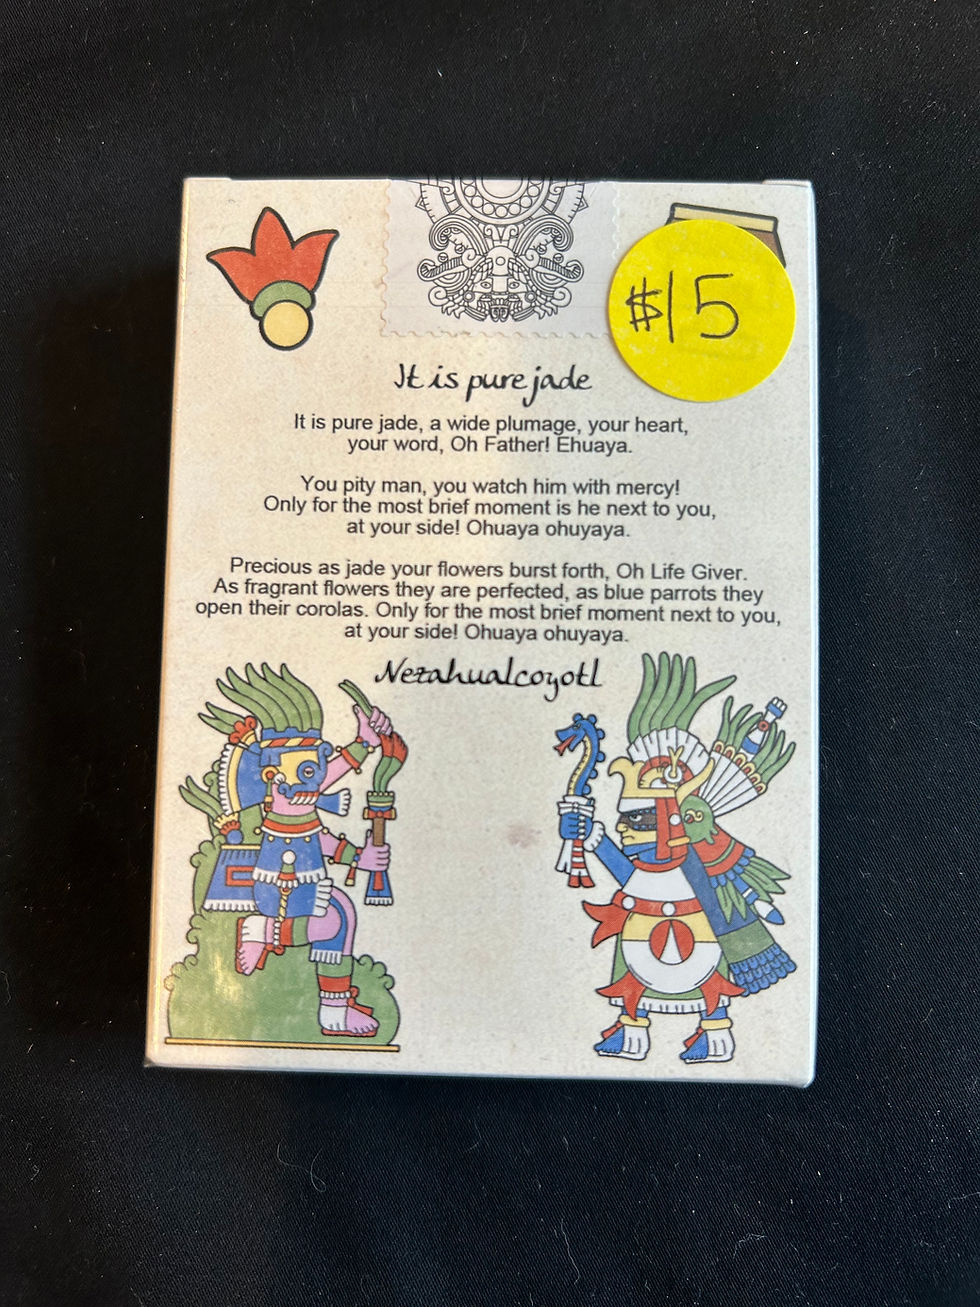 $15
It is pure jade
It is pure jade, a wide plumage, your heart,
your word, Oh Father! Ehuaya.
You pity man, you watch him with mercy!
Only for the most brief moment is he next to you,
at your side! Ohuaya ohuyaya.
Precious as jade your flowers burst forth, Oh Life Giver.
As fragrant flowers they are perfected, as blue parrots they
open their corolas. Only for the most brief moment next to you,
at your side! Ohuaya ohuyaya.
Nezahualcoyotl